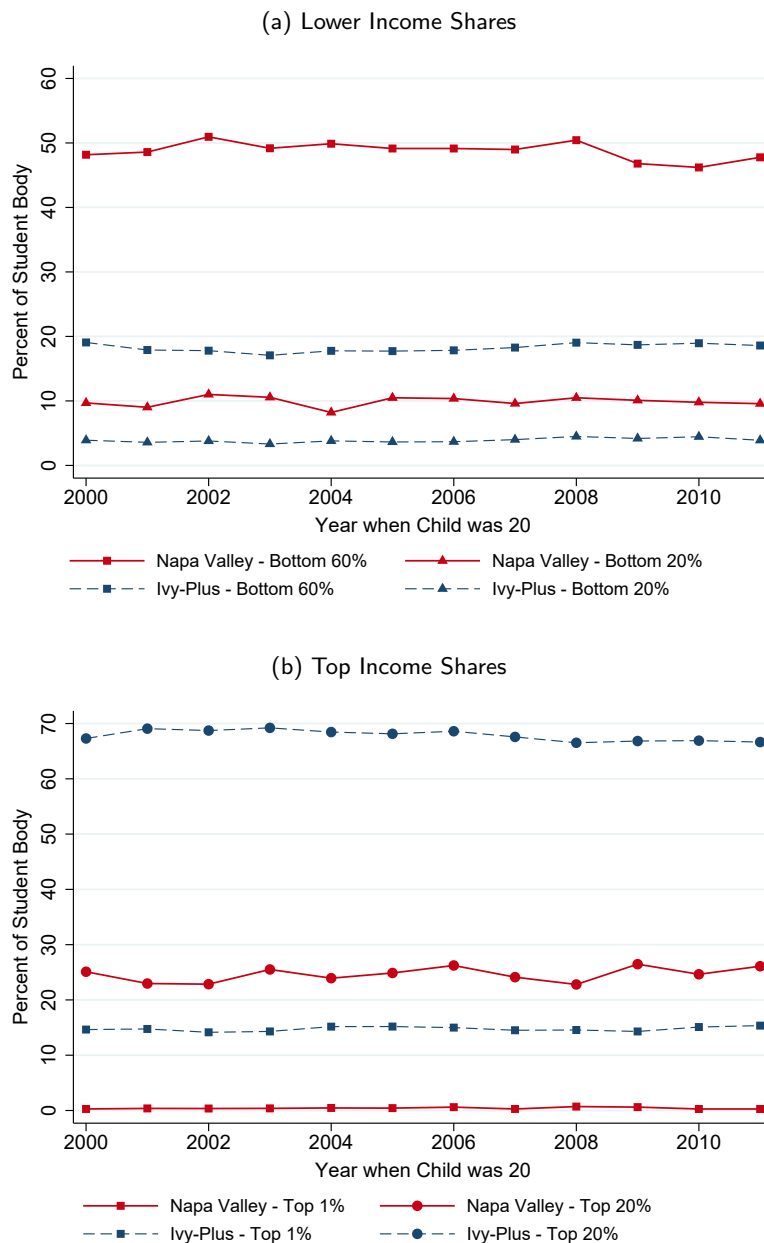 (a) Lower Income Shares
Percent of Student Body
60
50
40
30
20
10
0
2000 2002 2004 2006 2008 2010
Year when Child was 20
Napa Valley - Bottom 60% Napa Valley - Bottom 20%
Ivy-Plus - Bottom 60% Ivy-Plus - Bottom 20%
(b) Top Income Shares
Percent of Student Body
70
60
50
40
30
20
10
0
2000 2002 2004 2006 2008 2010
Year when Child was 20
Napa Valley - Top 1% Napa Valley - Top 20%
Ivy-Plus - Top 1% Ivy-Plus - Top 20%